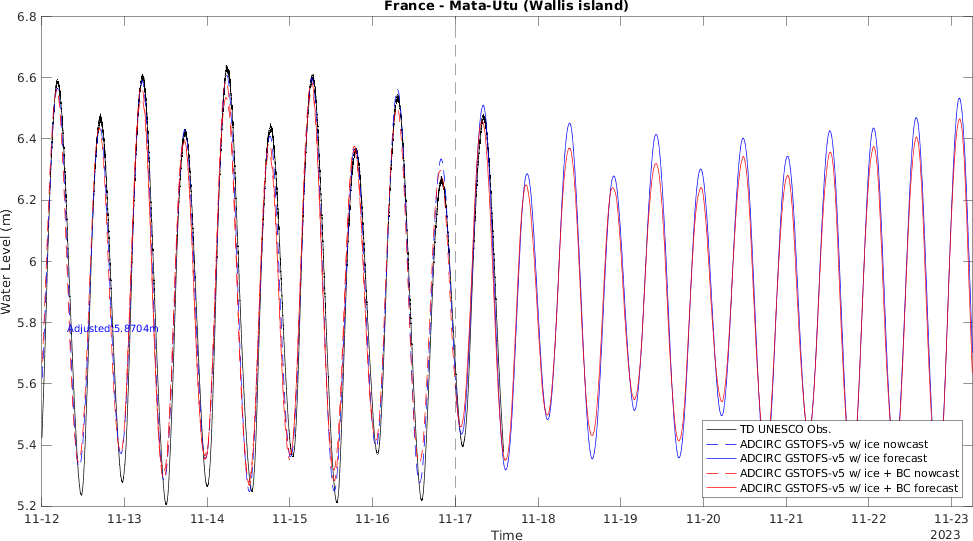 France - Mata-Utu (Wallis island)
6.8
6.6
6.4
6.2
6
5.8
5.6
5.4
5.2
Water Level (m)
Adjusted 5.8704m
TD UNESCO Obs.
ADCIRC GSTOFS-v5 w/ ice nowcast
ADCIRC GSTOFS-v5 w/ ice forecast
ADCIRC GSTOFS-v5 w/ ice + BC nowcast
ADCIRC GSTOFS-v5 w/ ice + BC forecast
11-12 11-13 11-14 11-15 11-16 11-17 11-18 11-19 11-20 11-21 11-22 11-23
2023
Time